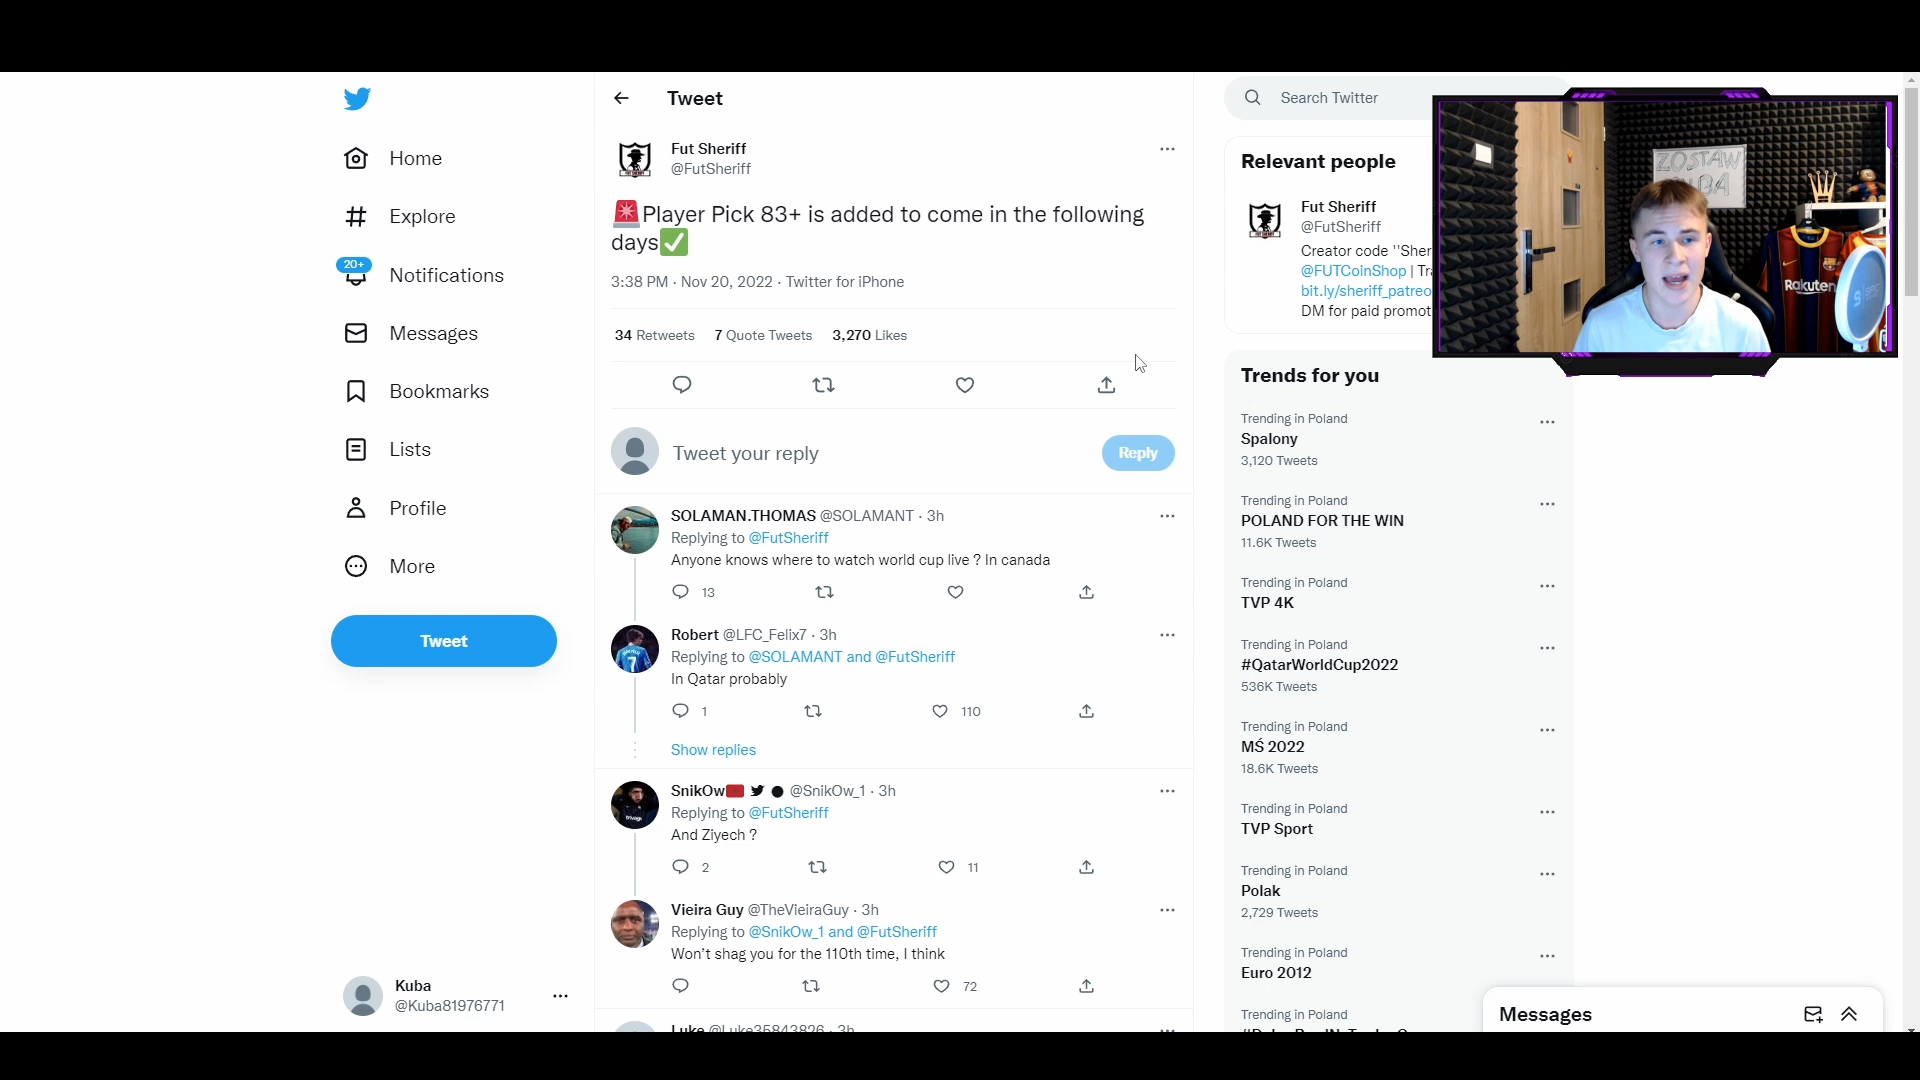 Tweet
Search Twitter
Home
Explore
20+
Notifications
Messages
Bookmarks
Lists
Profile
More
Tweet
Kuba
@Kuba81976771
Fut Sheriff
@FutSheriff
🚨Player Pick 83+ is added to come in the following
days✅
3:38 PM · Nov 20, 2022 · Twitter for iPhone
34 Retweets 7 Quote Tweets 3,270 Likes
Tweet your reply
Reply
SOLAMAN.THOMAS @SOLAMANT · 3h
Replying to @FutSheriff
Anyone knows where to watch world cup live ? In canada
13
Robert @LFC_Felix7 · 3h
Replying to @SOLAMANT and @FutSheriff
In Qatar probably
1 110
Show replies
SnikOw @SnikOw_1 · 3h
Replying to @FutSheriff
And Ziyech ?
2 11
Vieira Guy @TheVieiraGuy · 3h
Replying to @SnikOw_1 and @FutSheriff
Won't shag you for the 110th time, I think
72
Luke @Luke35843826 · 3h
Relevant people
Fut Sheriff
@FutSheriff
Creator code "Sher
@FUTCoinShop | Tr
bit.ly/sheriff_patreo
DM for paid promot
ZOSTAW
Rakuten
Trends for you
Trending in Poland
Spalony
3,120 Tweets
Trending in Poland
POLAND FOR THE WIN
11.6K Tweets
Trending in Poland
TVP 4K
Trending in Poland
#QatarWorldCup2022
536K Tweets
Trending in Poland
MŚ 2022
18.6K Tweets
Trending in Poland
TVP Sport
Trending in Poland
Polak
2,729 Tweets
Trending in Poland
Euro 2012
Trending in Poland
Messages